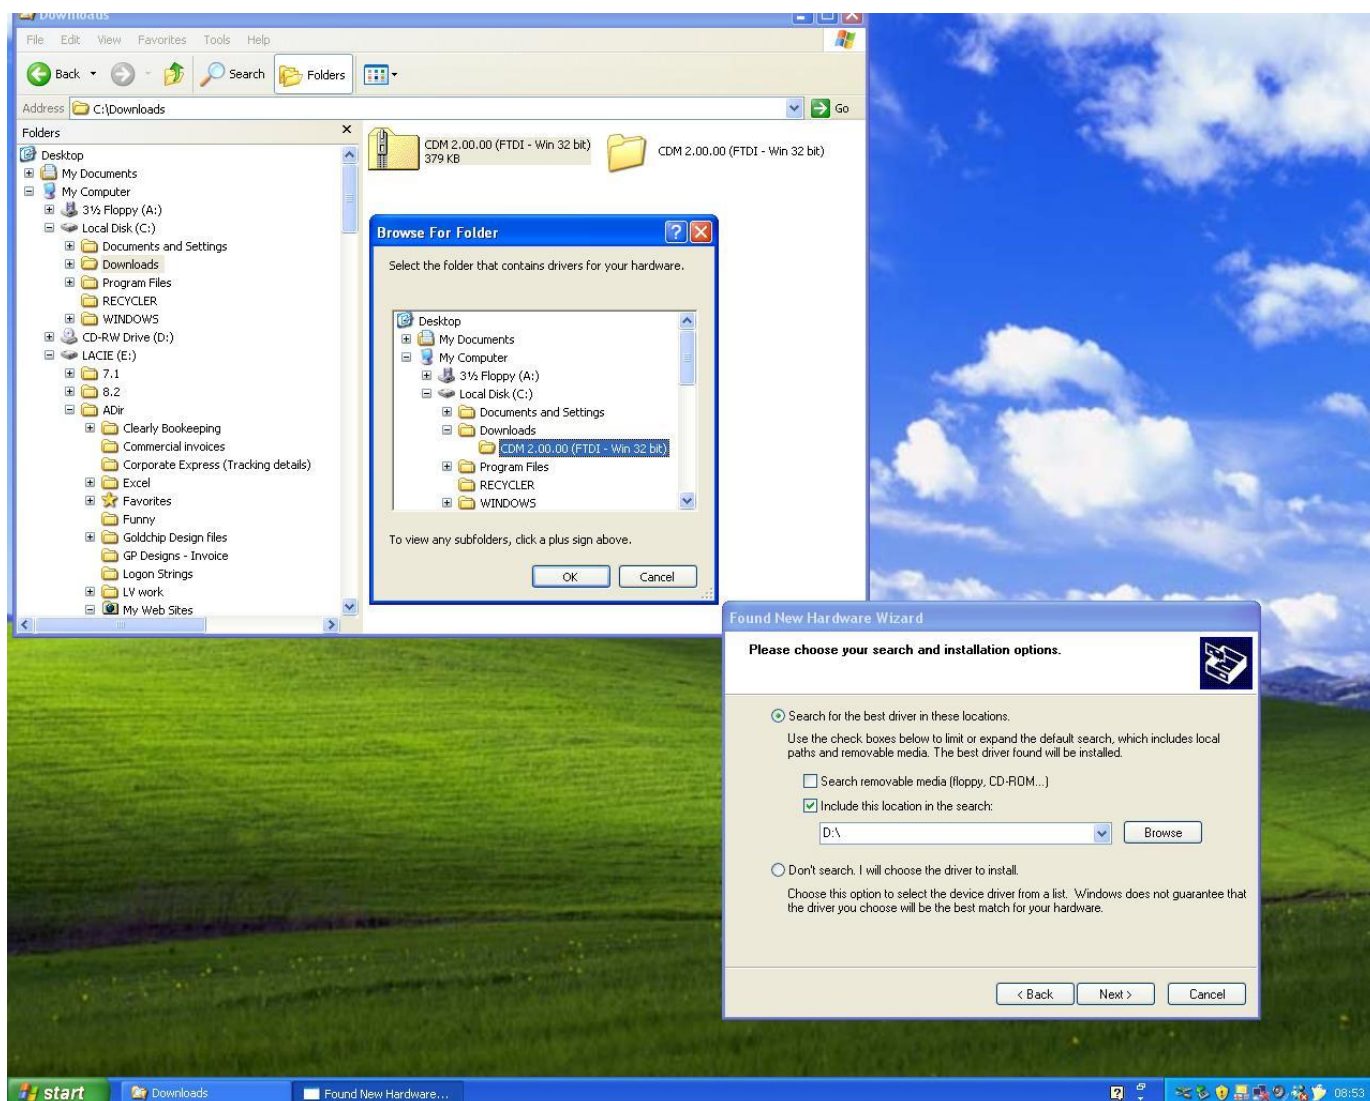 Downloads
File Edit View Favorites Tools Help
Back Search Folders
Address C:\Downloads Go
Folders
Desktop
My Documents
My Computer
3½ Floppy (A:)
Local Disk (C:)
Documents and Settings
Downloads
Program Files
RECYCLER
WINDOWS
CD-RW Drive (D:)
LACIE (E:)
7.1
8.2
ADir
Clearly Bookeeping
Commercial invoices
Corporate Express (Tracking details)
Excel
Favorites
Funny
Goldchip Design files
GP Designs - Invoice
Logon Strings
LV work
My Web Sites
CDM 2.00.00 (FTDI - Win 32 bit)
379 KB
CDM 2.00.00 (FTDI - Win 32 bit)
Browse For Folder
Select the folder that contains drivers for your hardware.
Desktop
My Documents
My Computer
3½ Floppy (A:)
Local Disk (C:)
Documents and Settings
Downloads
CDM 2.00.00 (FTDI - Win 32 bit)
Program Files
RECYCLER
WINDOWS
To view any subfolders, click a plus sign above.
OK Cancel
Found New Hardware Wizard
Please choose your search and installation options.
Search for the best driver in these locations.
Use the check boxes below to limit or expand the default search, which includes local
paths and removable media. The best driver found will be installed.
Search removable media (floppy, CD-ROM...)
Include this location in the search:
D:\ Browse
Don't search. I will choose the driver to install.
Choose this option to select the device driver from a list. Windows does not guarantee that
the driver you choose will be the best match for your hardware.
< Back Next > Cancel
start Downloads Found New Hardware... 08:53